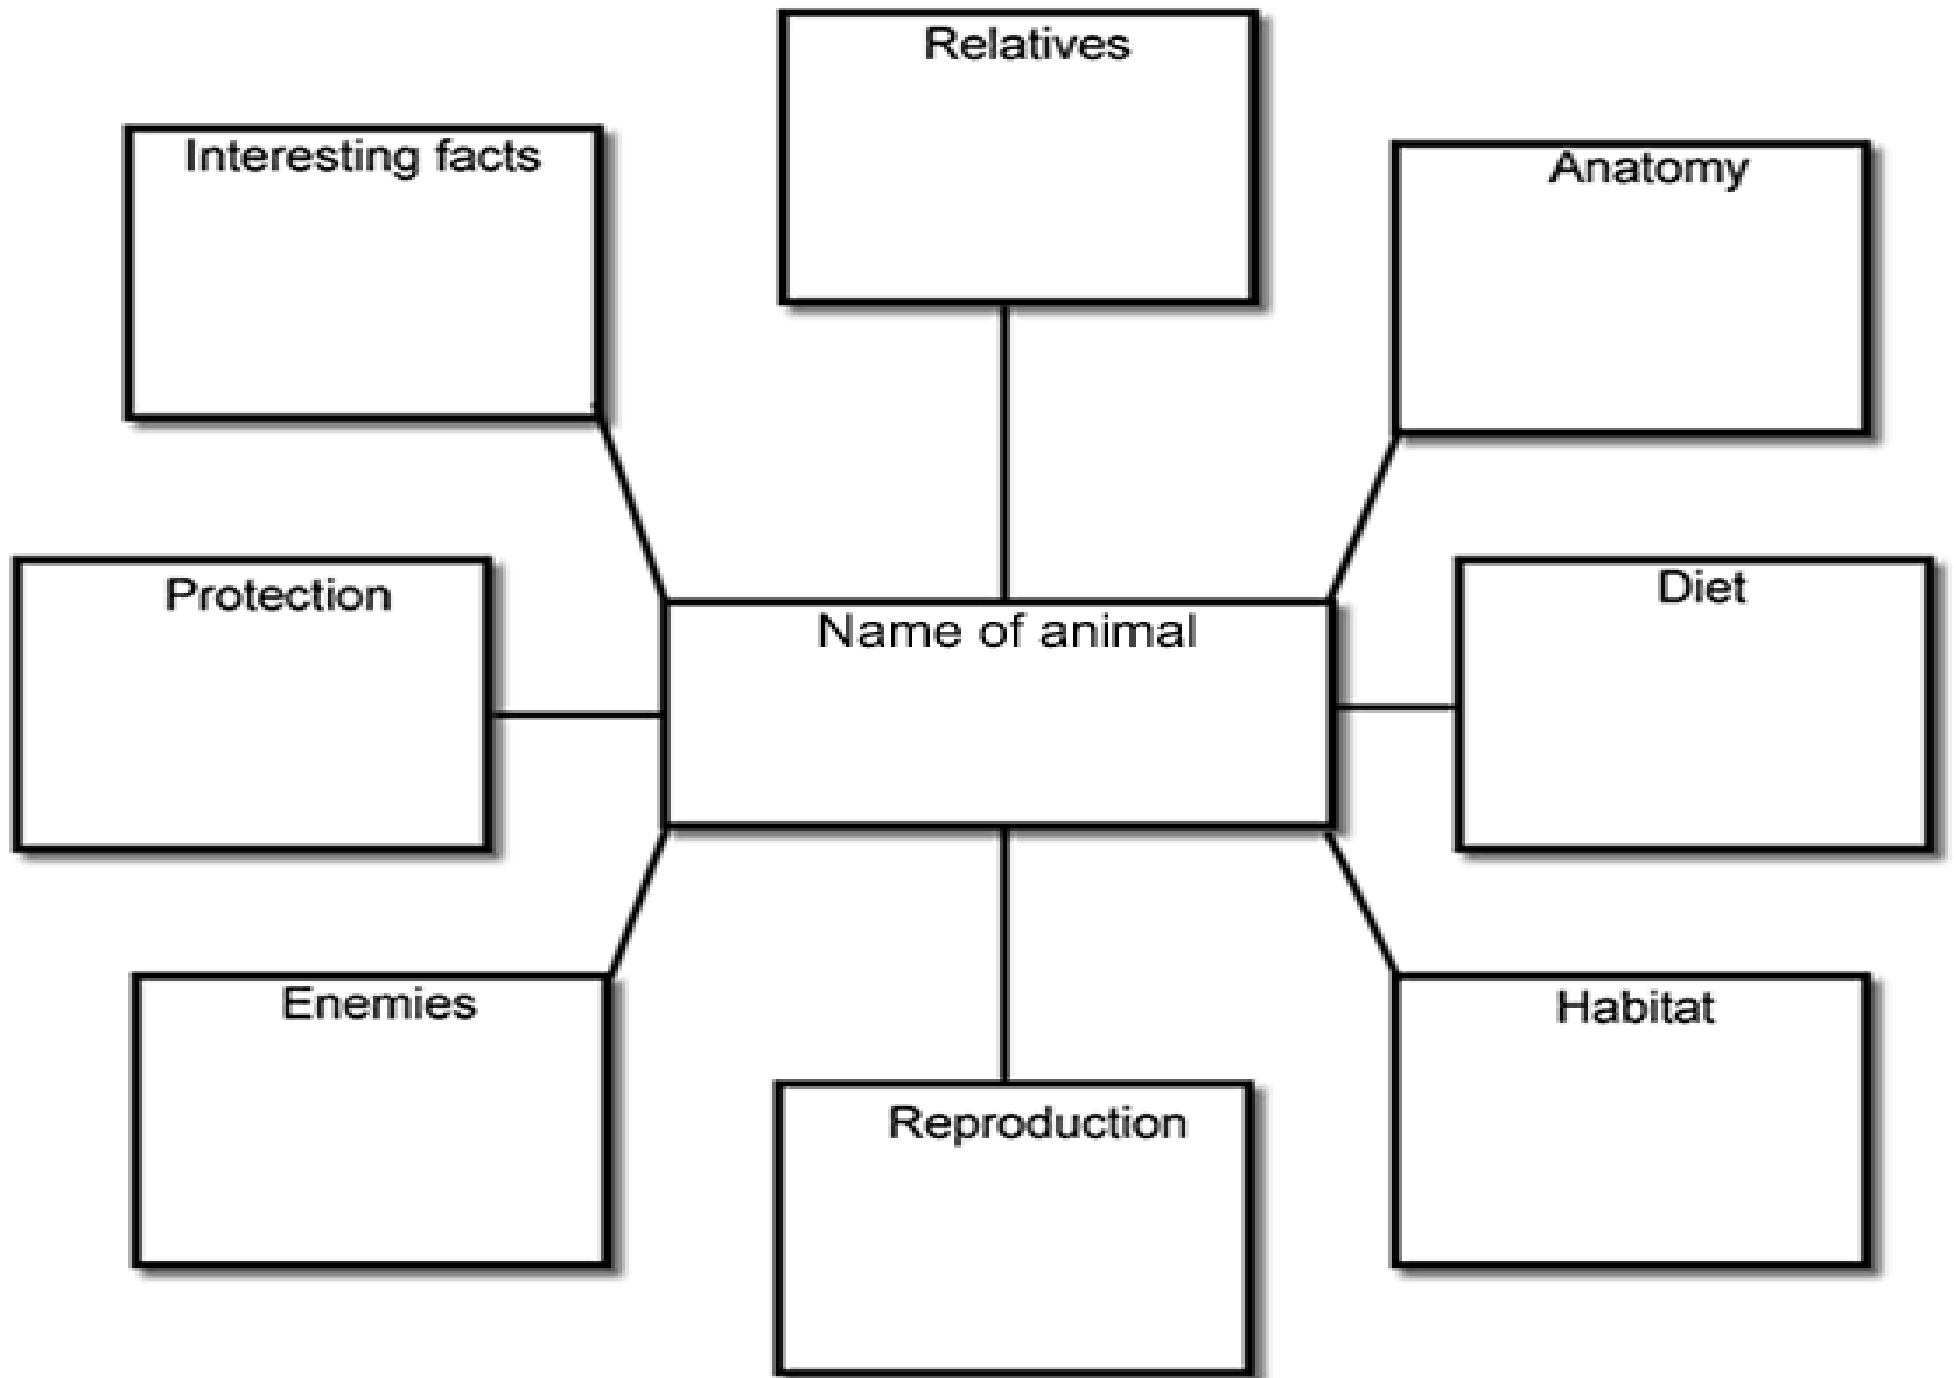 Relatives
Interesting facts
Anatomy
Protection
Name of animal
Diet
Enemies
Habitat
Reproduction